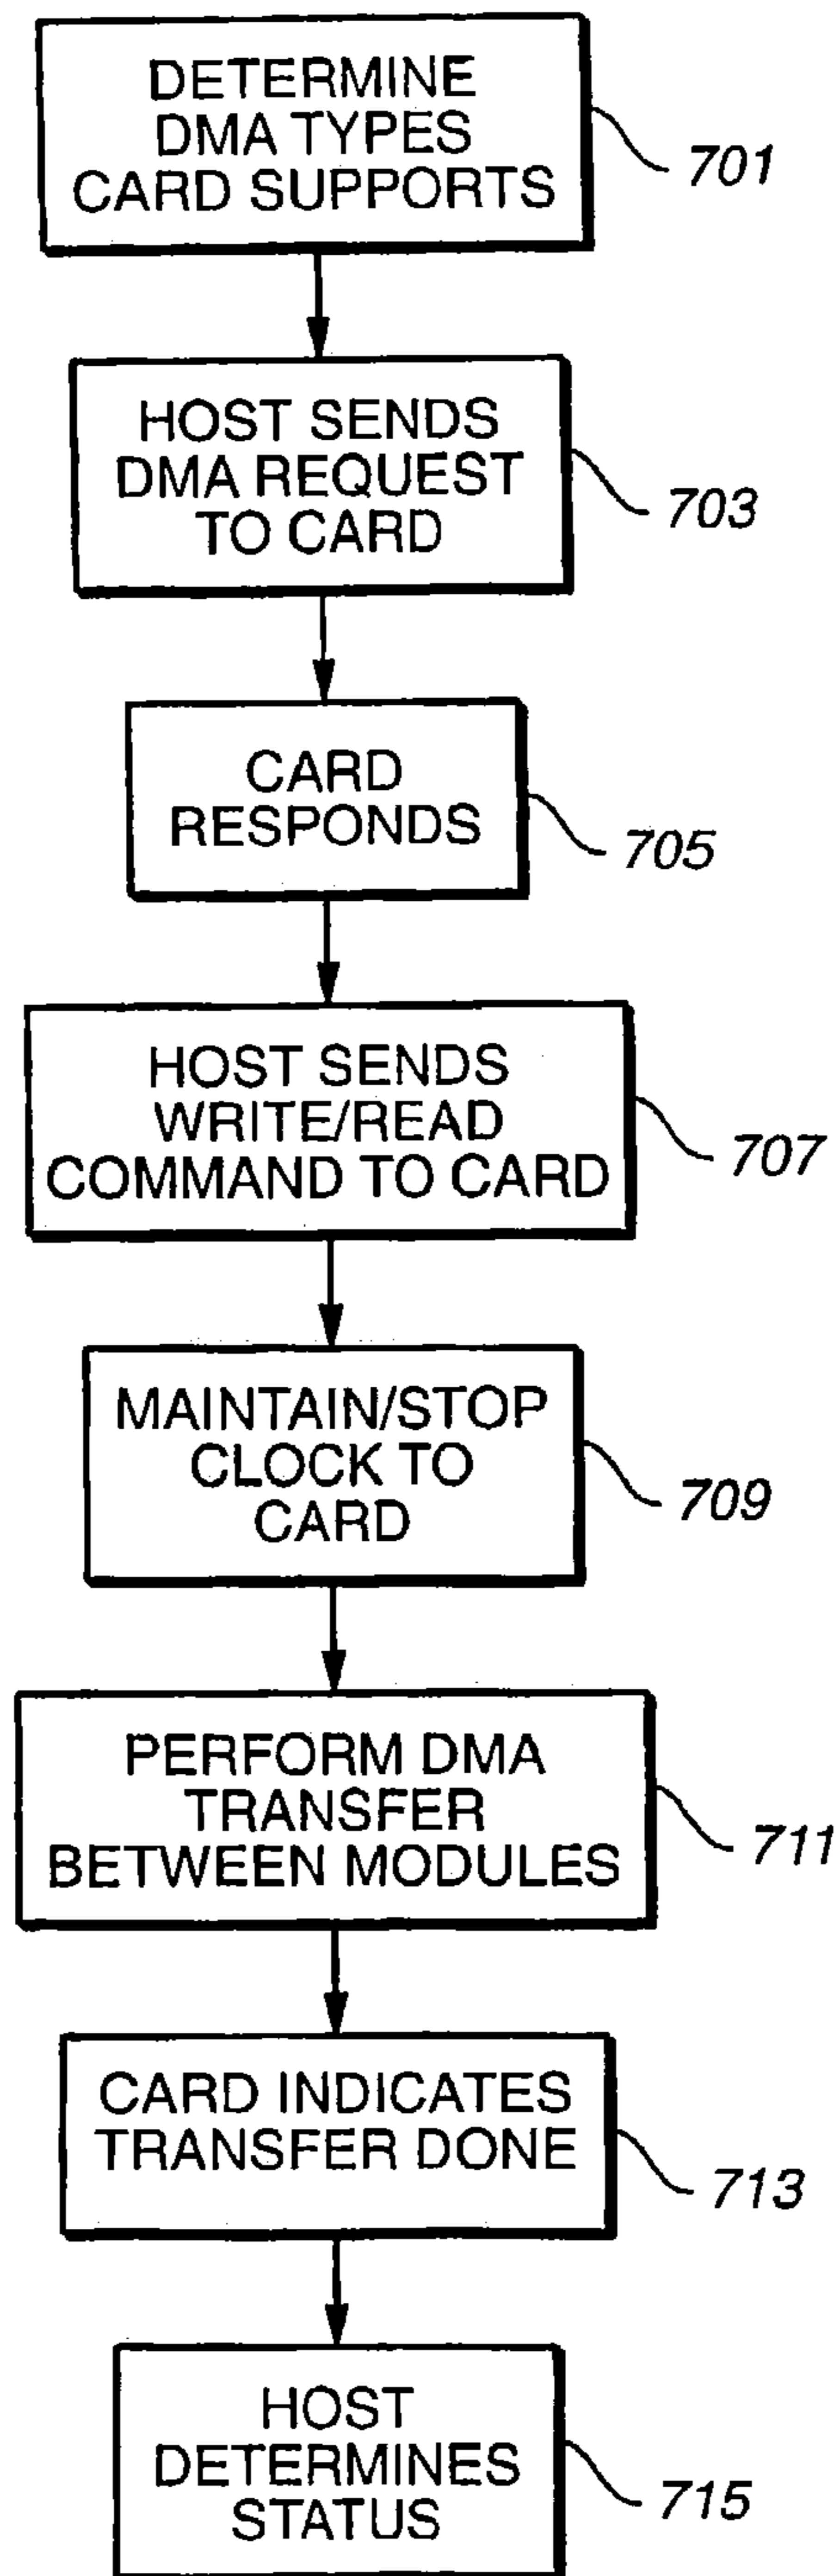 DETERMINE
DMA TYPES
CARD SUPPORTS
701
HOST SENDS
DMA REQUEST
TO CARD
703
CARD
RESPONDS
705
HOST SENDS
WRITE/READ
COMMAND TO CARD
707
MAINTAIN/STOP
CLOCK TO
CARD
709
PERFORM DMA
TRANSFER
BETWEEN MODULES
711
CARD INDICATES
TRANSFER DONE
713
HOST
DETERMINES
STATUS
715